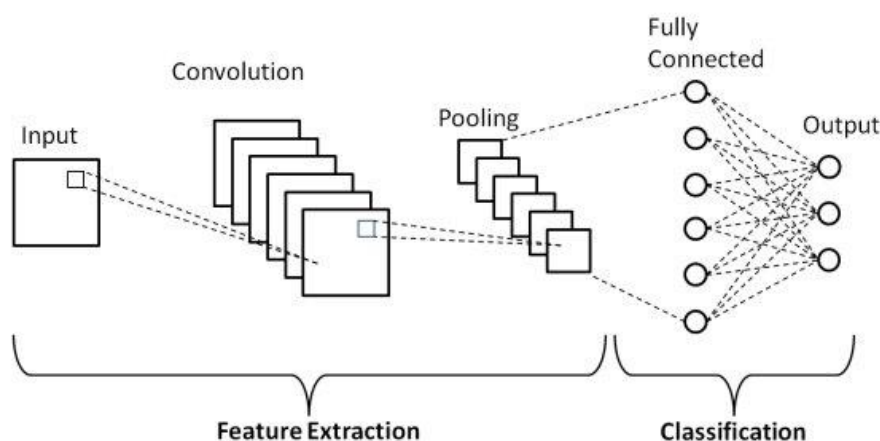 Input
Convolution
Pooling
Fully
Connected
Output
Feature Extraction
Classification